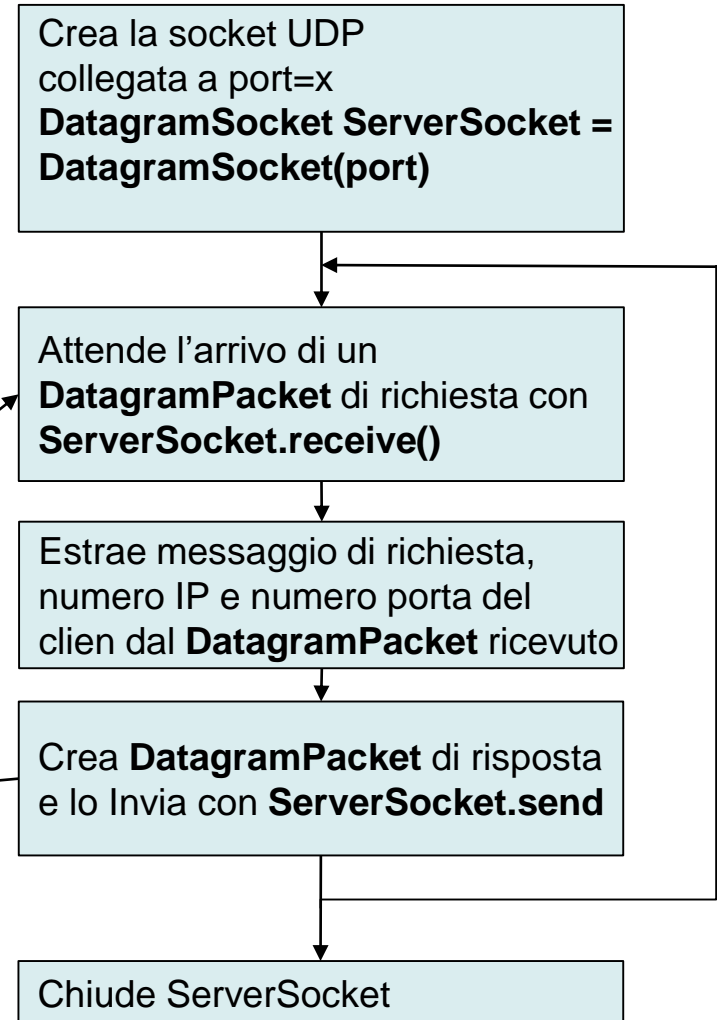 Crea la socket UDP
collegata a port=x
DatagramSocket ServerSocket =
DatagramSocket(port)
Attende l’arrivo di un
DatagramPacket di richiesta con
ServerSocket.receive()
Estrae messaggio di richiesta,
numero IP e numero porta del
clien dal DatagramPacket ricevuto
Crea DatagramPacket di risposta
e lo Invia con ServerSocket.send
Chiude ServerSocket